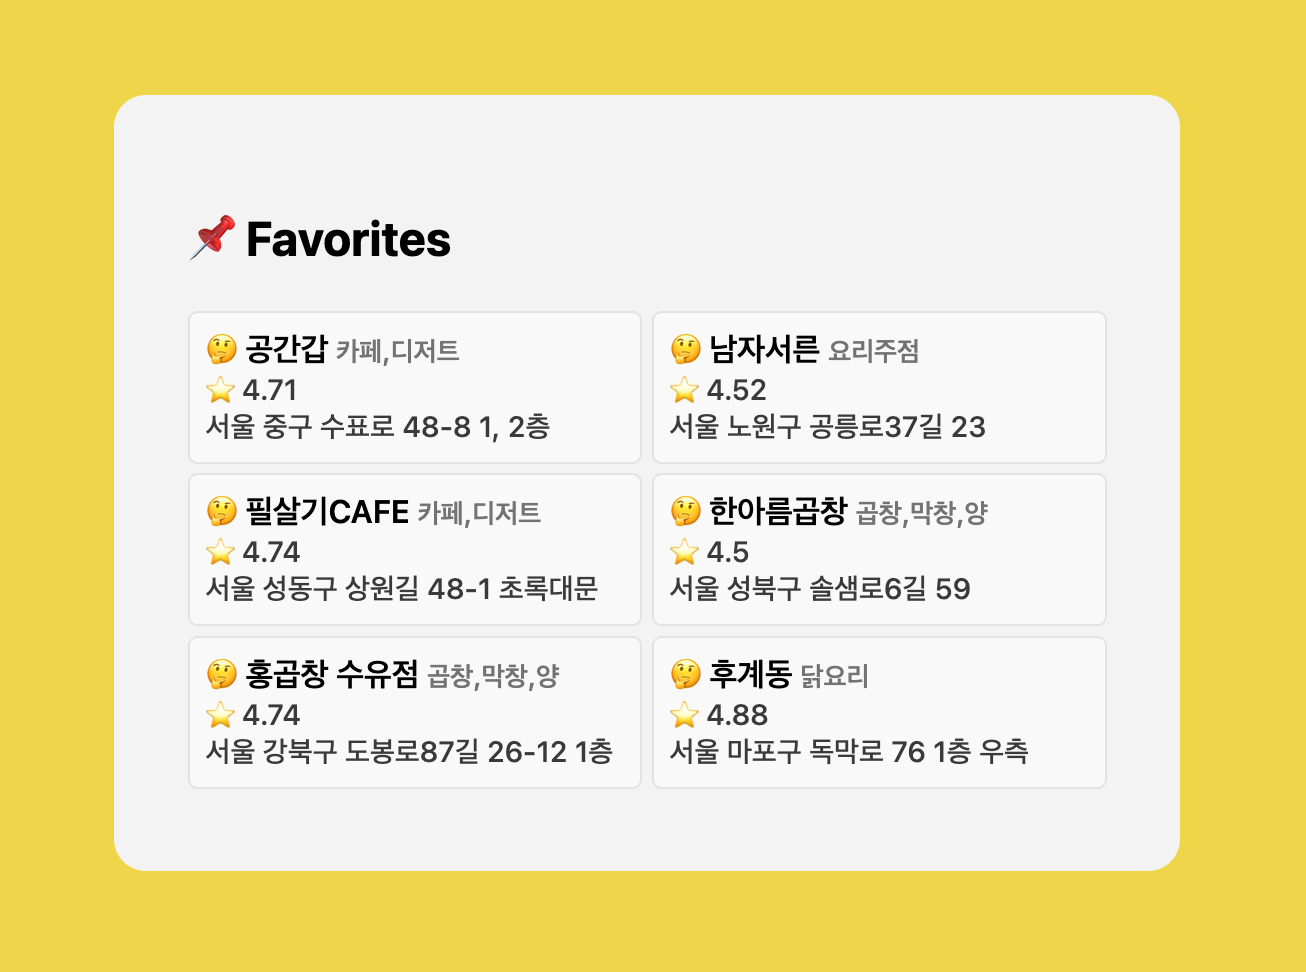 📌 Favorites
🤔 공간갑 카페,디저트
⭐ 4.71
서울 중구 수표로 48-8 1, 2층
🤔 남자서른 요리주점
⭐ 4.52
서울 노원구 공릉로37길 23
🤔 필살기CAFE 카페,디저트
⭐ 4.74
서울 성동구 상원길 48-1 초록대문
🤔 한아름곱창 곱창,막창,양
⭐ 4.5
서울 성북구 솔샘로6길 59
🤔 홍곱창 수유점 곱창,막창,양
⭐ 4.74
서울 강북구 도봉로87길 26-12 1층
🤔 후계동 닭요리
⭐ 4.88
서울 마포구 독막로 76 1층 우측